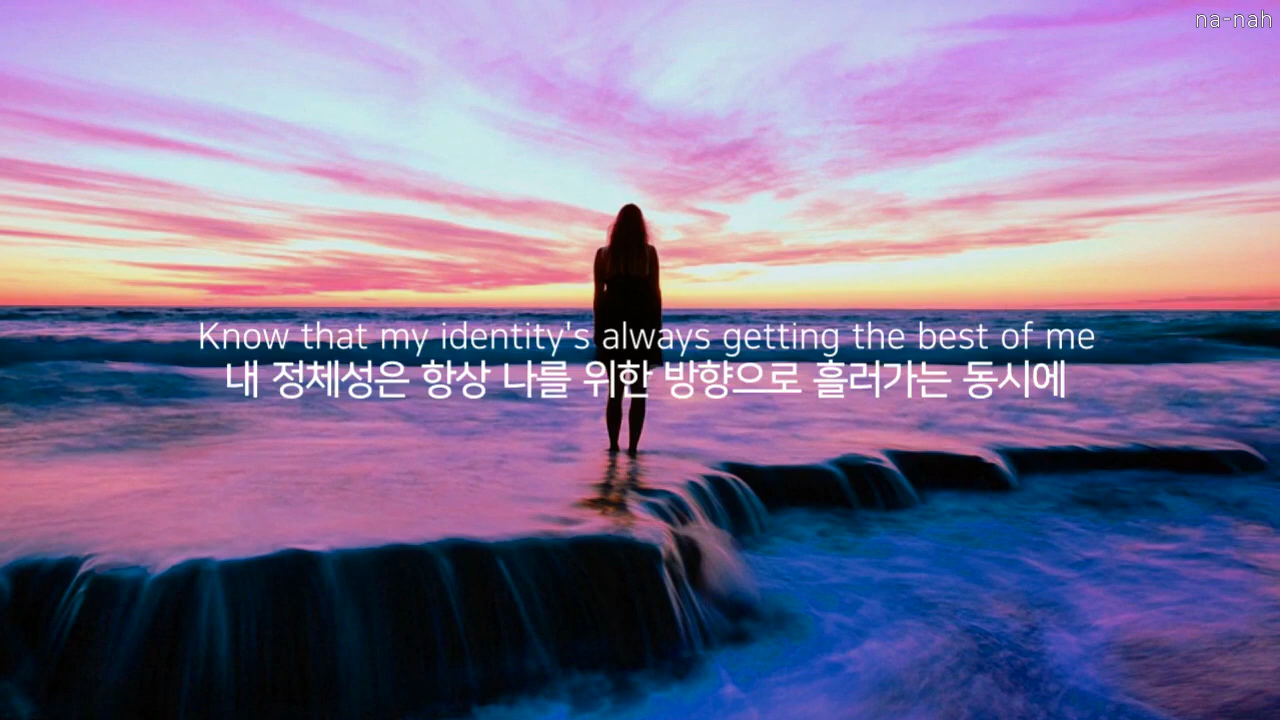 na-nah
Know that my identity's always getting the best of me
내 정체성은 항상 나를 위한 방향으로 흘러가는 동시에